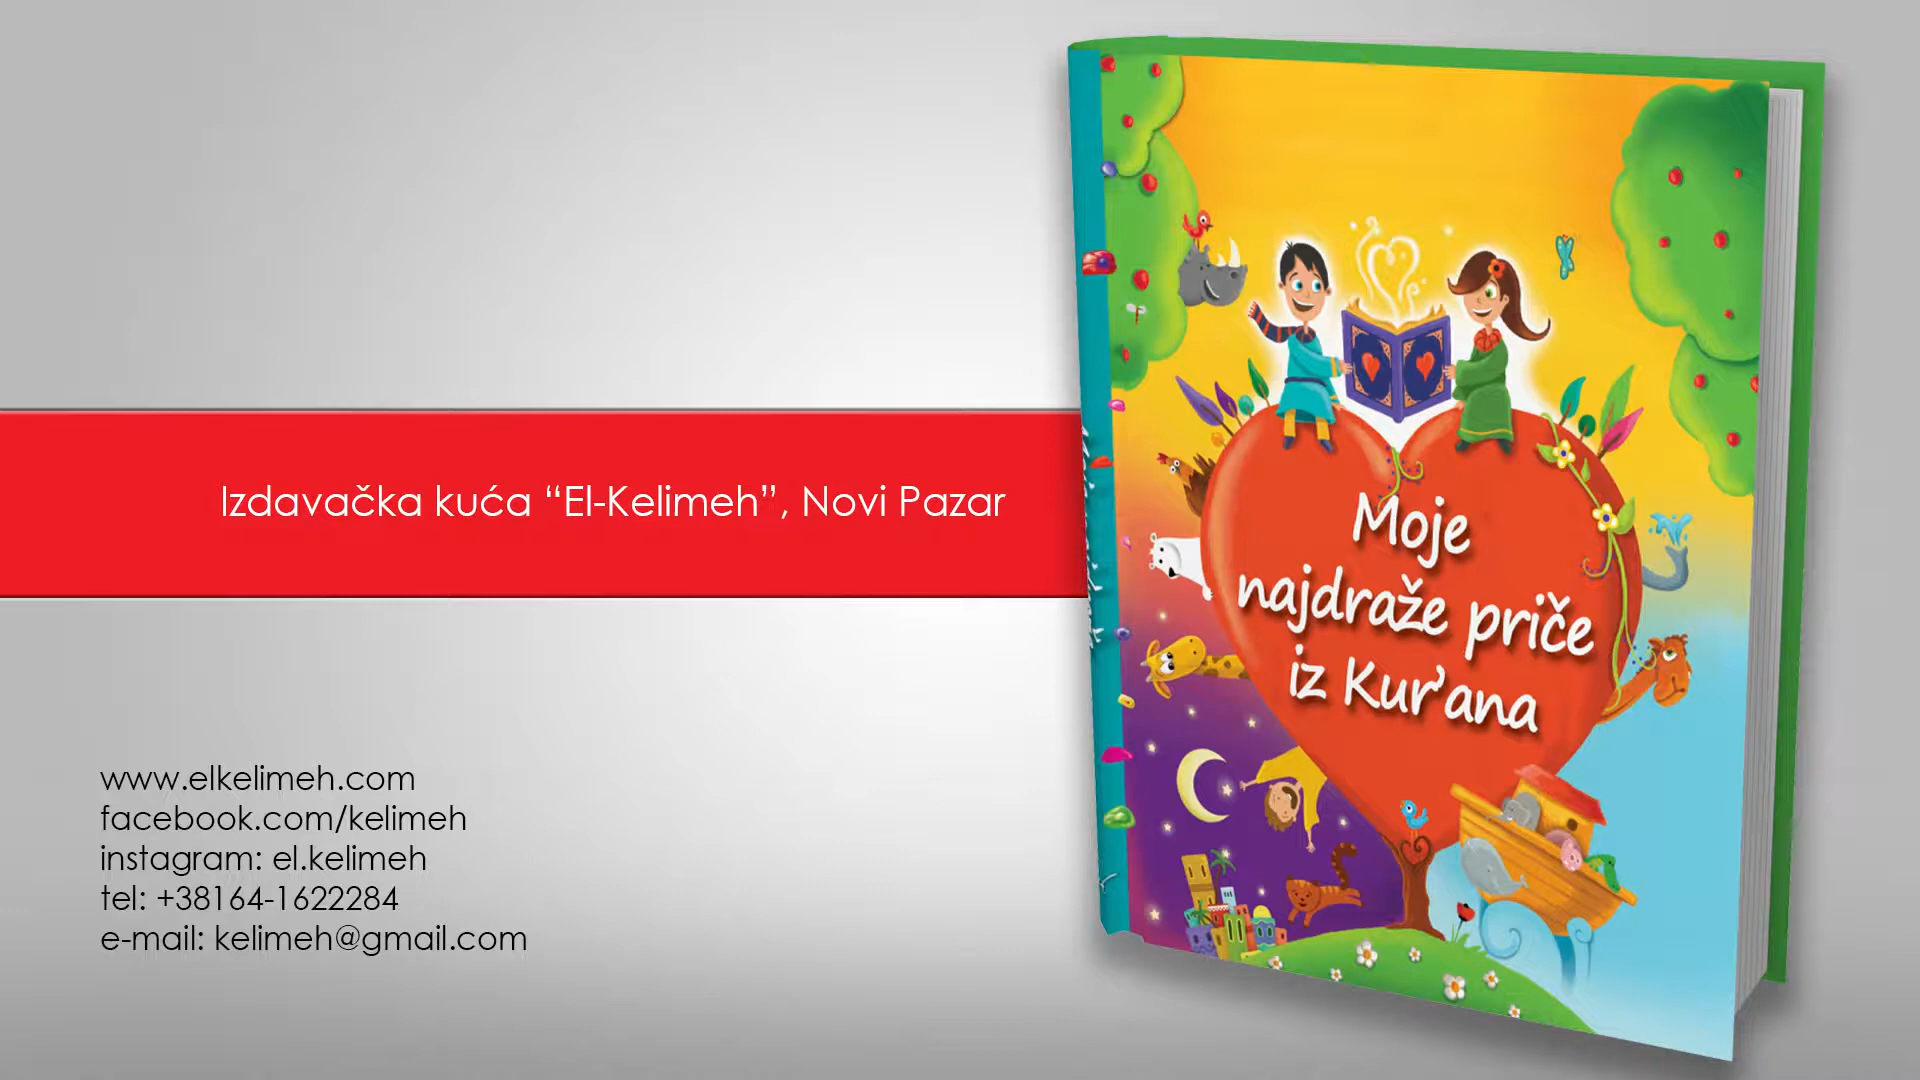 Izdavačka kuća “El-Kelimeh”, Novi Pazar
www.elkelimeh.com
facebook.com/kelimeh
instagram: el.kelimeh
tel: +38164-1622284
e-mail: kelimeh@gmail.com
Moje
najdraže priče
iz Kur’ana